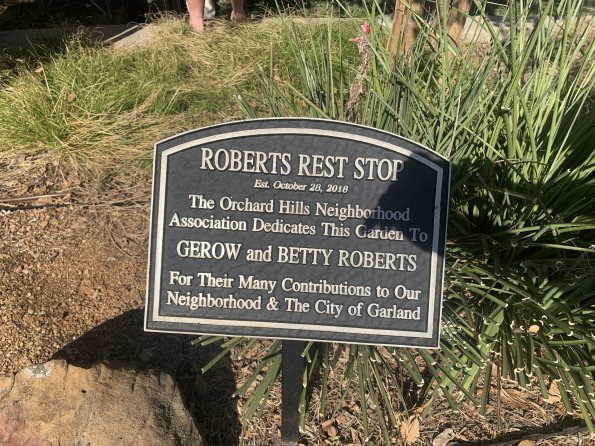 ROBERTS REST STOP
Est. October 28, 2018
The Orchard Hills Neighborhood
Association Dedicates This Garden To
GEROW and BETTY ROBERTS
For Their Many Contributions to Our
Neighborhood & The City of Garland